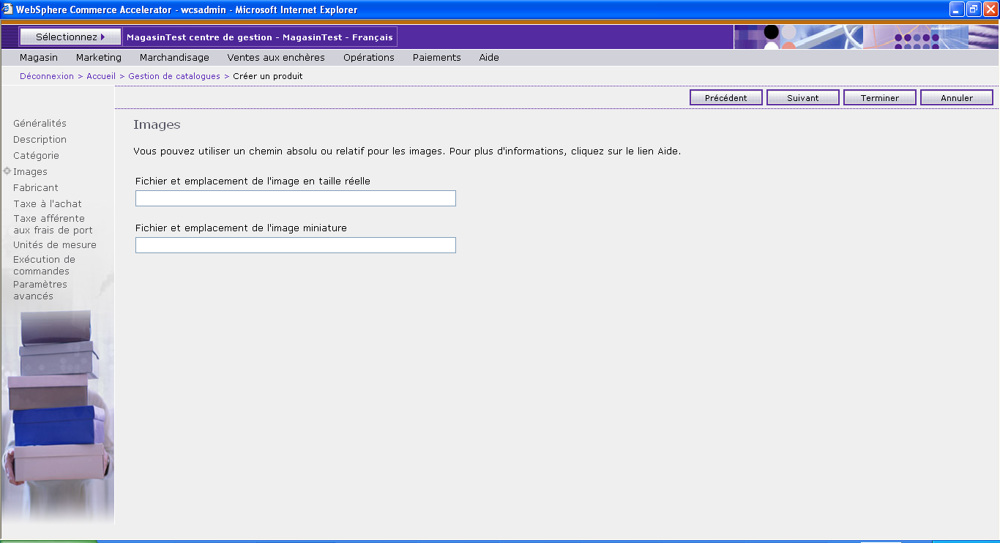 WebSphere Commerce Accelerator - wcsadmin - Microsoft Internet Explorer
Sélectionnez
MagasinTest centre de gestion - MagasinTest - Français
Magasin Marketing Marchandisage Ventes aux enchères Opérations Paiements Aide
Déconnexion > Accueil > Gestion de catalogues > Créer un produit
Précédent Suivant Terminer Annuler
Généralités
Description
Catégorie
Images
Fabricant
Taxe à l'achat
Taxe afférente
aux frais de port
Unités de mesure
Exécution de
commandes
Paramètres
avancés
Images
Vous pouvez utiliser un chemin absolu ou relatif pour les images. Pour plus d'informations, cliquez sur le lien Aide.
Fichier et emplacement de l'image en taille réelle
Fichier et emplacement de l'image miniature